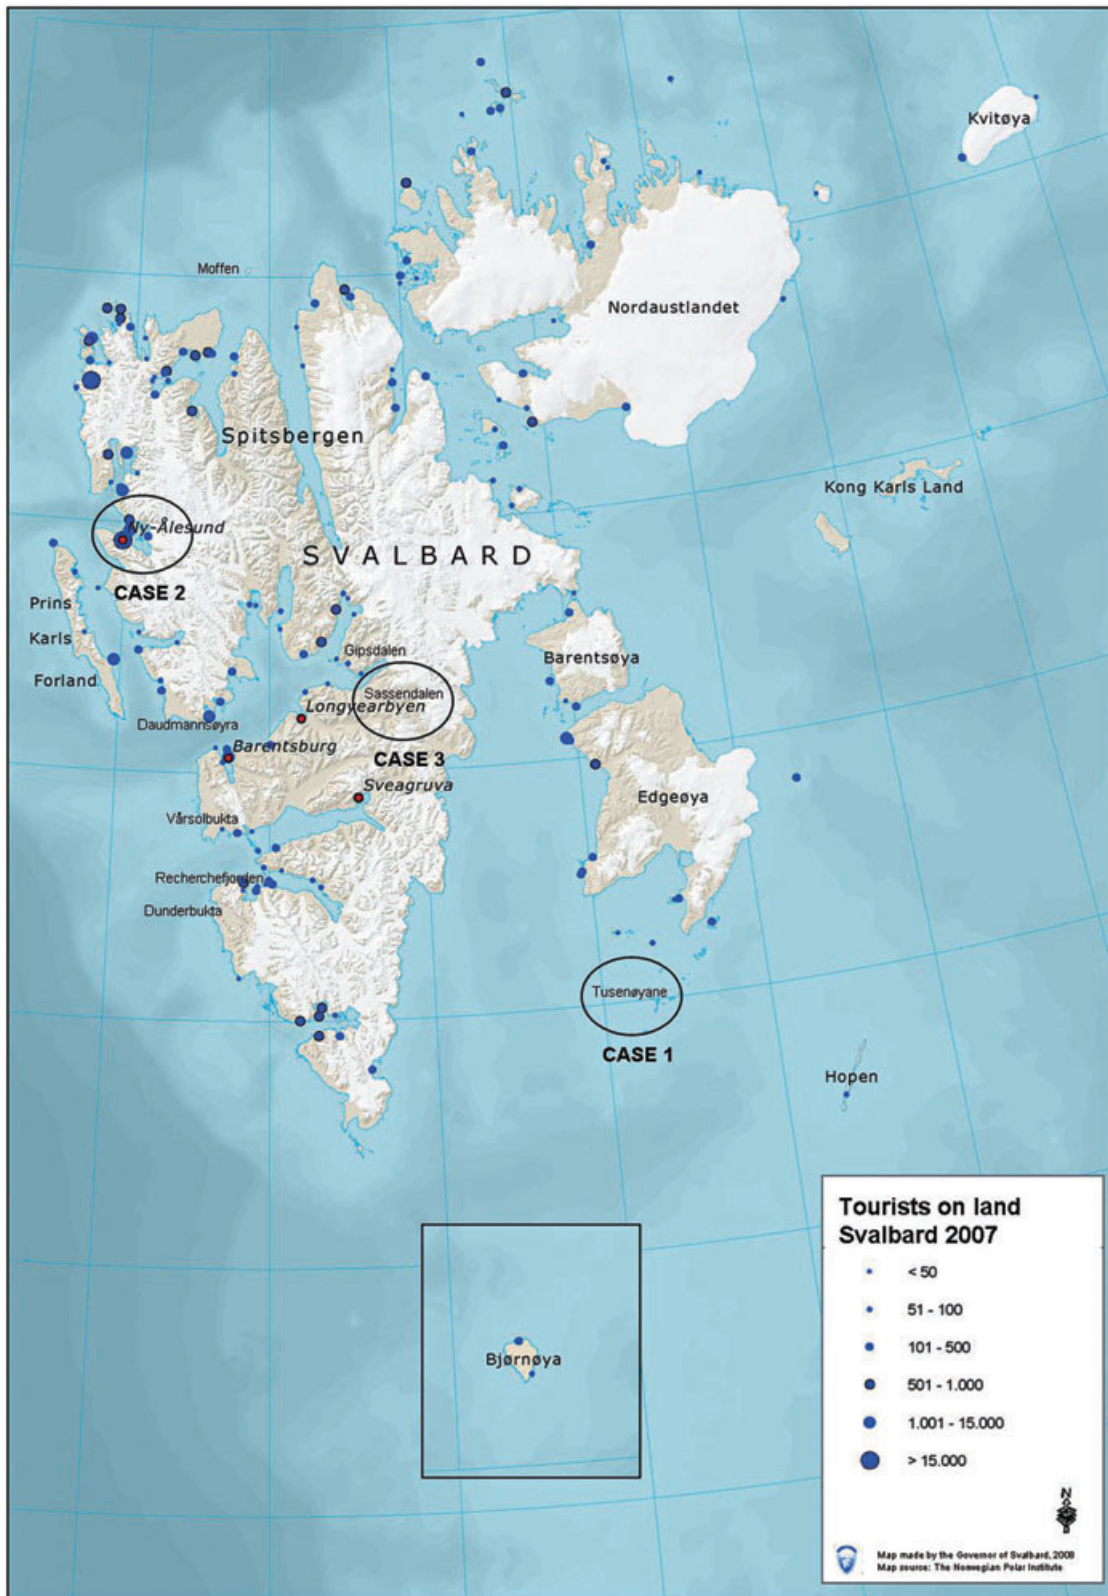 Kvitøya
Moffen
Nordaustlandet
Spitsbergen
Kong Karls Land
Ny-Ålesund
SVALBARD
CASE 2
Prins
Karls
Forland
Gipsdalen
Barentsøya
Sassendalen
Longyearbyen
Daudmannsøyra
Barentsburg
CASE 3
Sveagruva
Edgeøya
Vårsolbukta
Recherchefjorden
Dunderbukta
Tusenøyane
CASE 1
Hopen
Bjørnøya
Tourists on land
Svalbard 2007
< 50
51 - 100
101 - 500
501 - 1.000
1.001 - 15.000
> 15.000
N
Map made by the Governor of Svalbard, 2008
Map source: The Norwegian Polar Institute